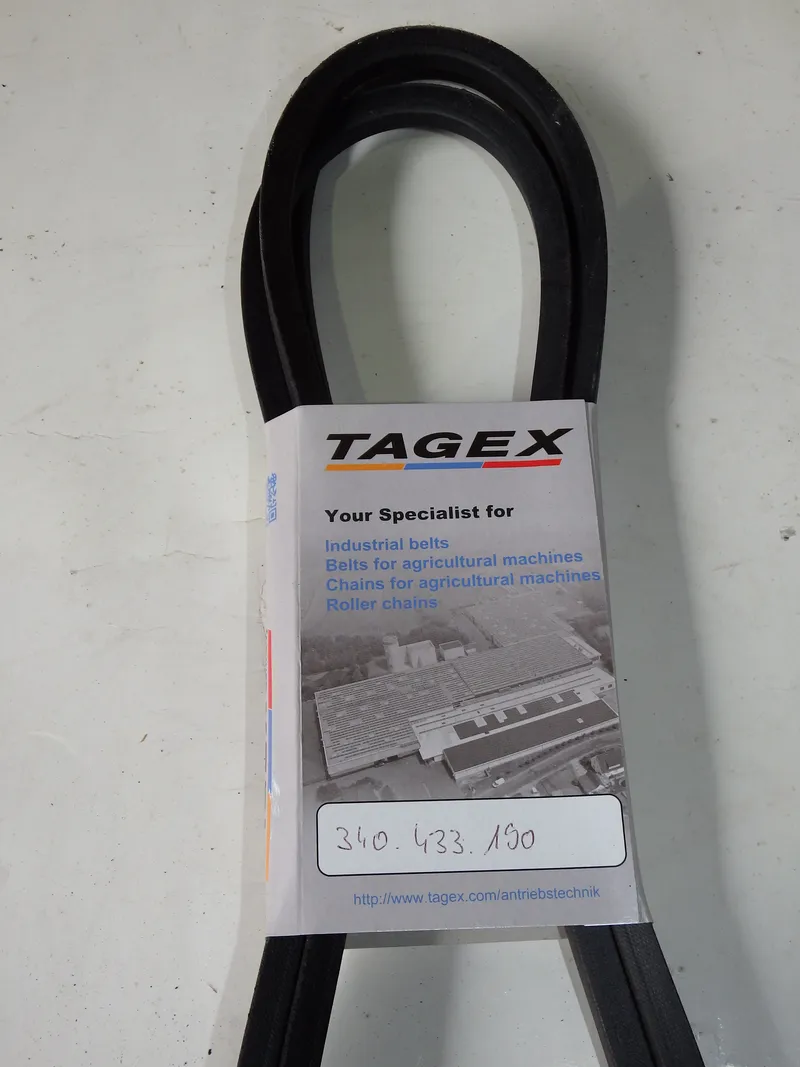 TAGEX
Your Specialist for
Industrial belts
Belts for agricultural machines
Chains for agricultural machines
Roller chains
340.433.190
http://www.tagex.com/antriebstechnik